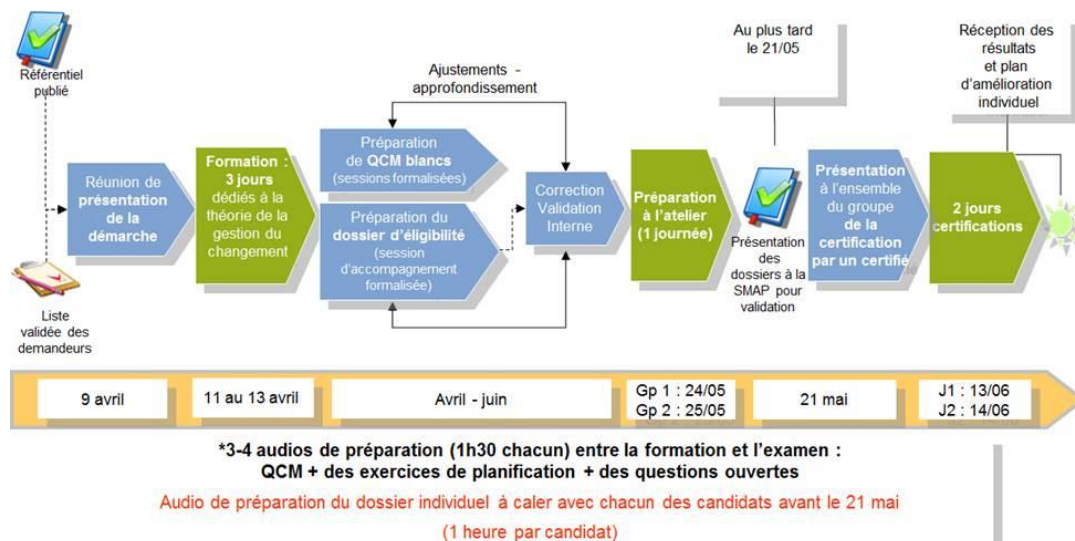 Référentiel
publié
Liste
validée des
demandeurs
Réunion de
présentation
de la
démarche
Formation :
3 jours
dédiés à la
théorie de la
gestion du
changement
Ajustements -
approfondissement
Préparation
de QCM blancs
(sessions formalisées)
Préparation du
dossier d'éligibilité
(session
d'accompagnement
formalisée)
Correction
Validation
Interne
Préparation
à l'atelier
(1 journée)
Au plus tard
le 21/05
Présentation
des
dossiers à la
SMAP pour
validation
Présentation
à l'ensemble
du groupe
de la
certification
par un certifié
Réception des
résultats
et plan
d'amélioration
individuel
2 jours
certifications
9 avril
11 au 13 avril
Avril - juin
Gp 1 : 24/05
Gp 2 : 25/05
21 mai
J1 : 13/06
J2 : 14/06
*3-4 audios de préparation (1h30 chacun) entre la formation et l'examen :
QCM + des exercices de planification + des questions ouvertes
Audio de préparation du dossier individuel à caler avec chacun des candidats avant le 21 mai
(1 heure par candidat)